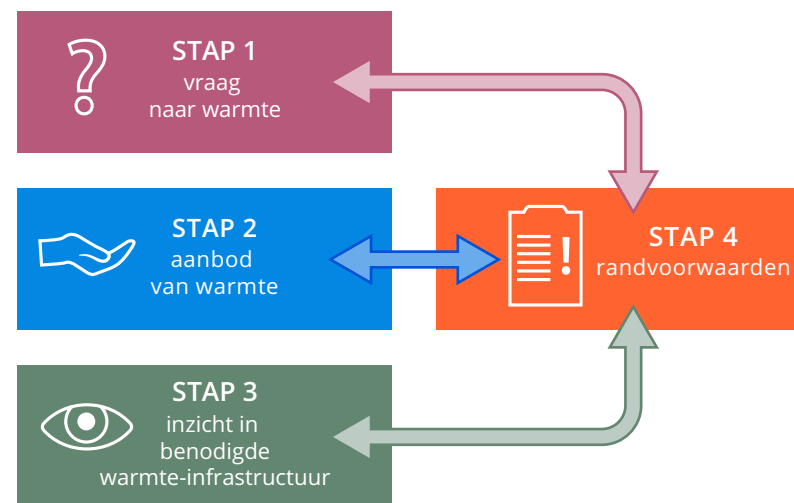 STAP 1
vraag
naar warmte
STAP 2
aanbod
van warmte
STAP 3
inzicht in
benodigde
warmte-infrastructuur
STAP 4
randvoorwaarden